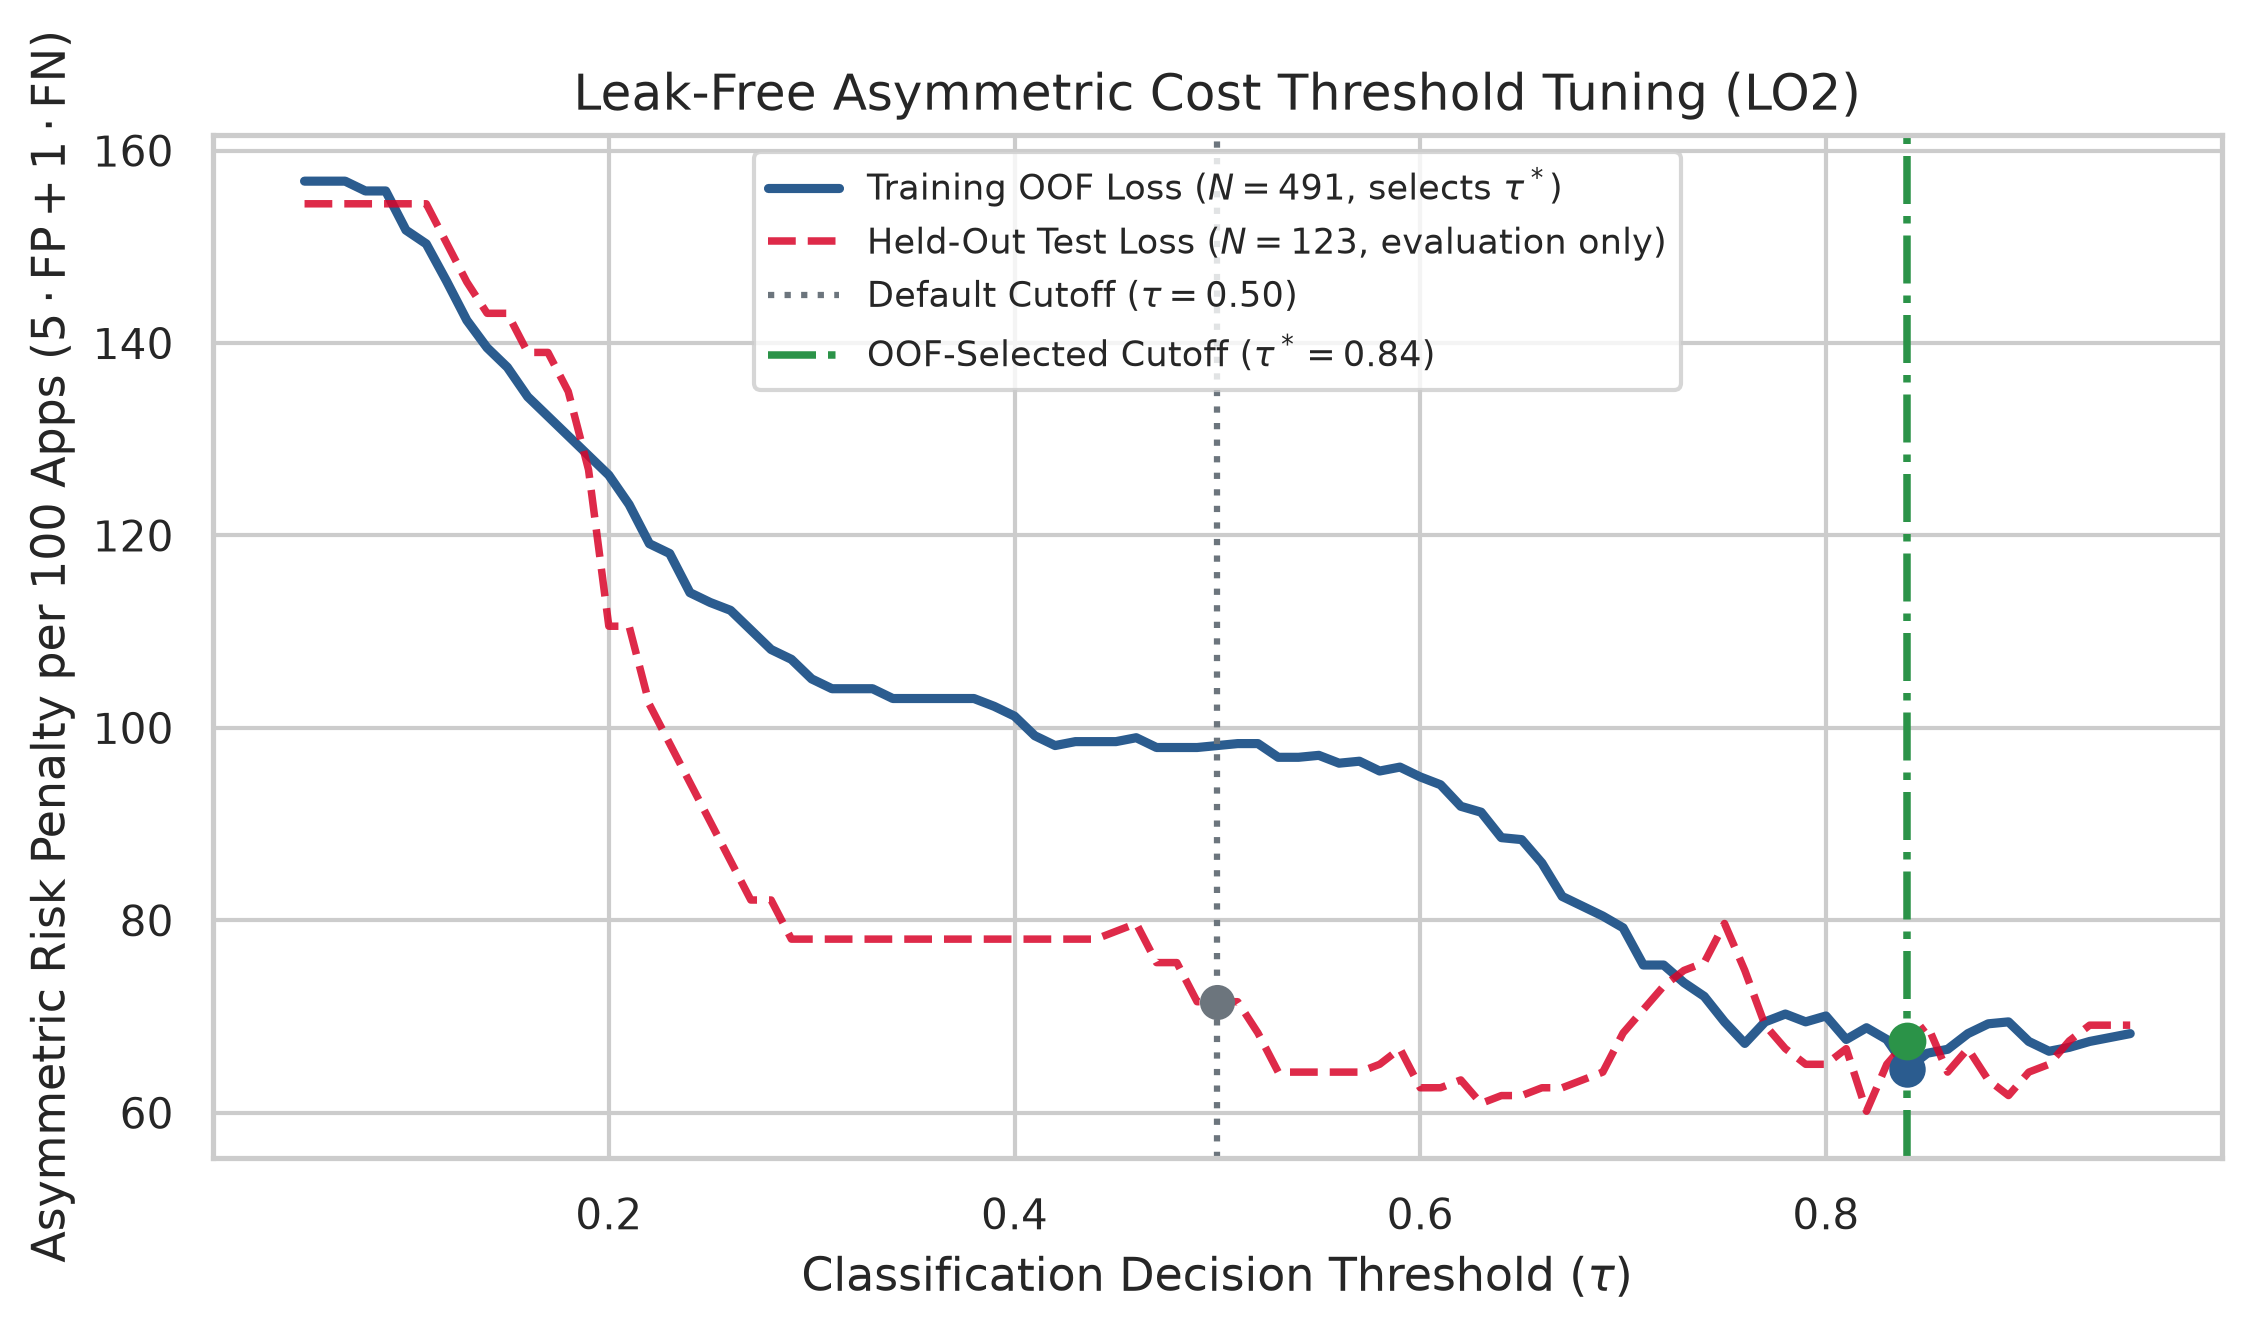 Leak-Free Asymmetric Cost Threshold Tuning (LO2)
Asymmetric Risk Penalty per 100 Apps (5 · FP + 1 · FN)
160
140
120
100
80
60
Training OOF Loss (N = 491, selects τ*)
Held-Out Test Loss (N = 123, evaluation only)
Default Cutoff (τ = 0.50)
OOF-Selected Cutoff (τ* = 0.84)
0.2 0.4 0.6 0.8
Classification Decision Threshold (τ)